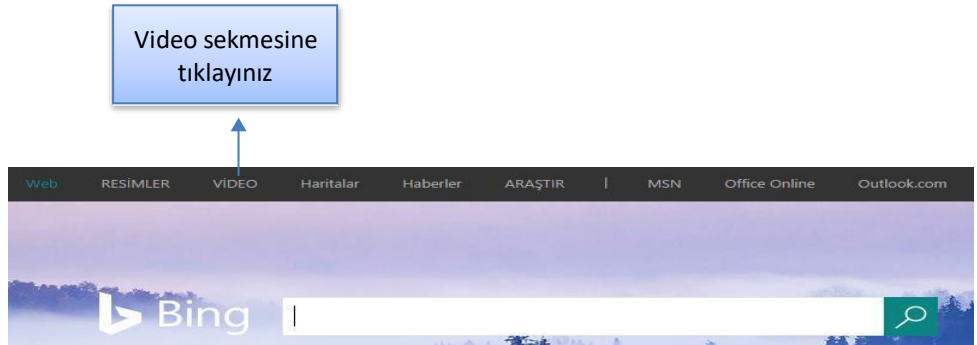 Video sekmesine
tıklayınız
Web RESİMLER VİDEO Haritalar Haberler ARAŞTIR | MSN Office Online Outlook.com
Bing